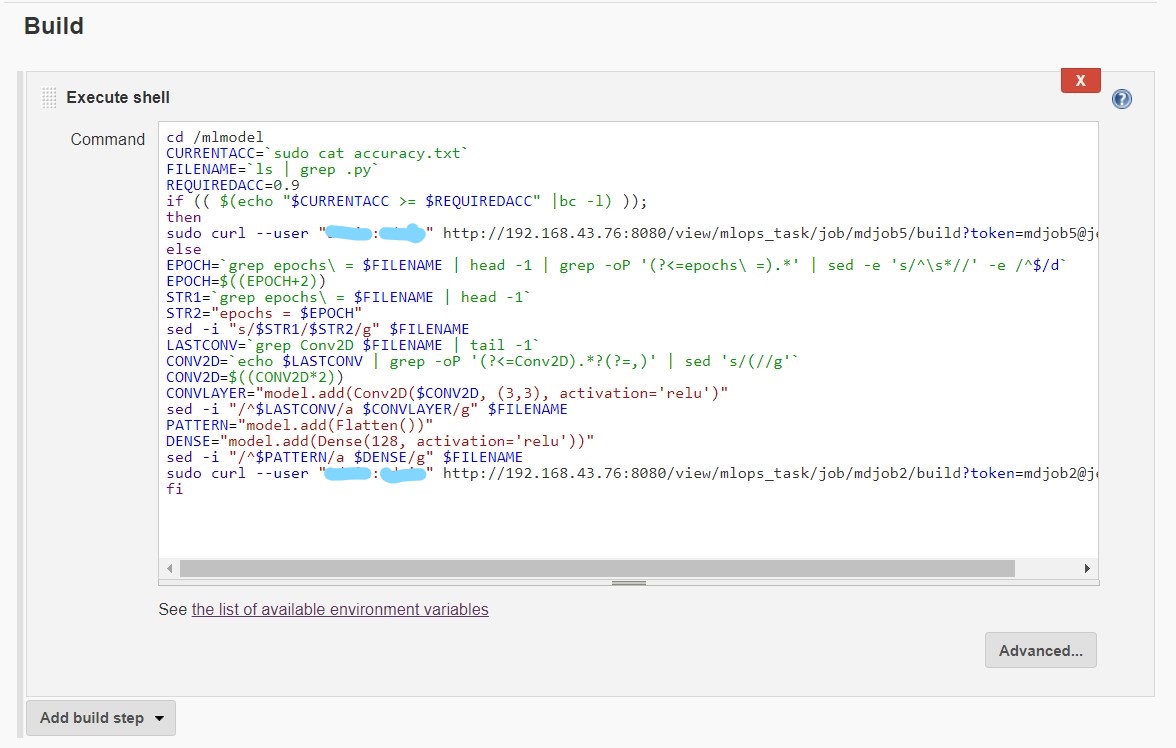 Build
X
Execute shell
?
Command
cd /mlmodel
CURRENTACC=`sudo cat accuracy.txt`
FILENAME=`ls | grep .py`
REQUIREDACC=0.9
if (( $(echo "$CURRENTACC >= $REQUIREDACC" |bc -l) ));
then
sudo curl --user " : " http://192.168.43.76:8080/view/mlops_task/job/mdjob5/build?token=mdjob5@j
else
EPOCH=`grep epochs\ = $FILENAME | head -1 | grep -oP '(?<=epochs\ =).*' | sed -e 's/^\s*//' -e /^$/d`
EPOCH=$((EPOCH+2))
STR1=`grep epochs\ = $FILENAME | head -1`
STR2="epochs = $EPOCH"
sed -i "s/$STR1/$STR2/g" $FILENAME
LASTCONV=`grep Conv2D $FILENAME | tail -1`
CONV2D=`echo $LASTCONV | grep -oP '(?<=Conv2D).*?(?=,)' | sed 's/(//g'`
CONV2D=$((CONV2D*2))
CONVLAYER="model.add(Conv2D($CONV2D, (3,3), activation='relu')"
sed -i "/^$LASTCONV/a $CONVLAYER/g" $FILENAME
PATTERN="model.add(Flatten())"
DENSE="model.add(Dense(128, activation='relu'))"
sed -i "/^$PATTERN/a $DENSE/g" $FILENAME
sudo curl --user " : " http://192.168.43.76:8080/view/mlops_task/job/mdjob2/build?token=mdjob2@j
fi
See the list of available environment variables
Advanced...
Add build step